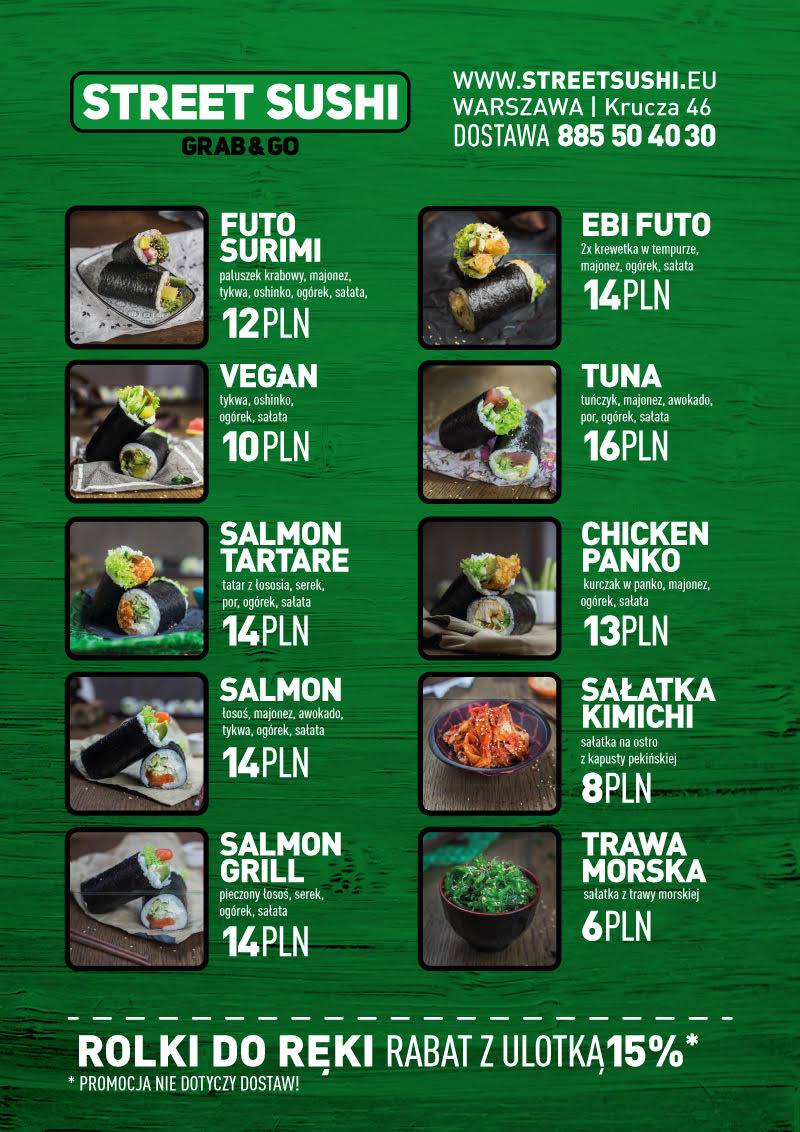 STREET SUSHI
GRAB&GO
WWW.STREETSUSHI.EU
WARSZAWA | Krucza 46
DOSTAWA 885 50 40 30
FUTO
SURIMI
paluszek krabowy, majonez,
tykwa, oshinko, ogórek, sałata,
12PLN
EBI FUTO
2x krewetka w tempurze,
majonez, ogórek, sałata
14PLN
VEGAN
tykwa, oshinko,
ogórek, sałata
10PLN
TUNA
tuńczyk, majonez, awokado,
por, ogórek, sałata
16PLN
SALMON
TARTARE
tatar z łososia, serek,
por, ogórek, sałata
14PLN
CHICKEN
PANKO
kurczak w panko, majonez,
ogórek, sałata
13PLN
SALMON
łosoś, majonez, awokado,
tykwa, ogórek, sałata
14PLN
SAŁATKA
KIMICHI
sałatka na ostro
z kapusty pekińskiej
8PLN
SALMON
GRILL
pieczony łosoś, serek,
ogórek, sałata
14PLN
TRAWA
MORSKA
sałatka z trawy morskiej
6PLN
ROLKI DO RĘKI RABAT Z ULOTKĄ 15%*
* PROMOCJA NIE DOTYCZY DOSTAW!